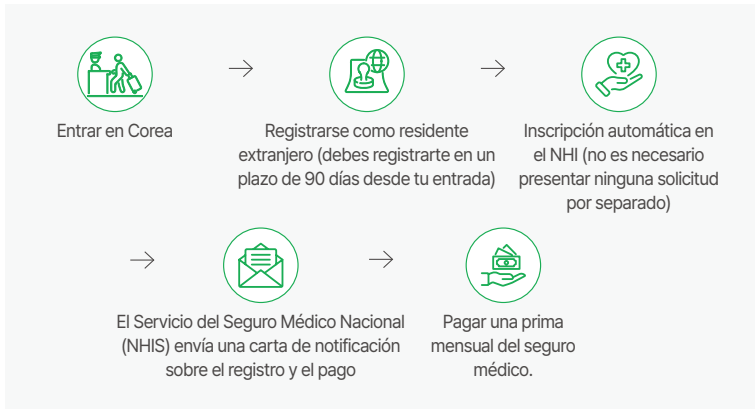 Entrar en Corea
Registrarse como residente
extranjero (debes registrarte en un
plazo de 90 días desde tu entrada)
Inscripción automática en
el NHI (no es necesario
presentar ninguna solicitud
por separado)
El Servicio del Seguro Médico Nacional
(NHIS) envía una carta de notificación
sobre el registro y el pago
Pagar una prima
mensual del seguro
médico.